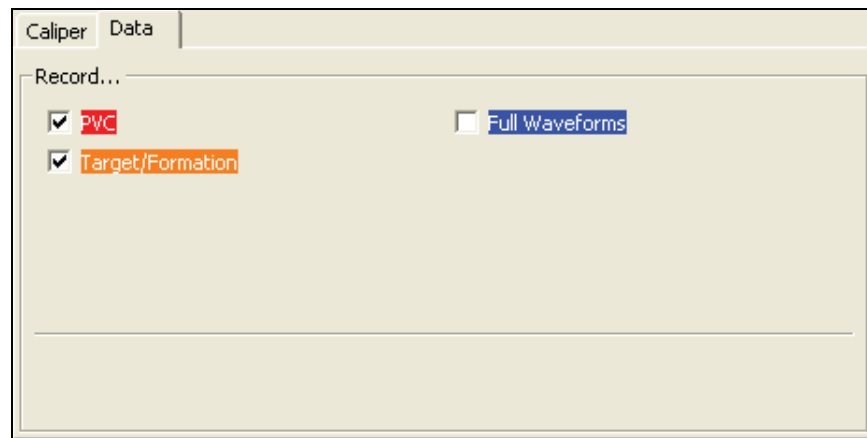 Caliper Data
Record...
PVC Full Waveforms
Target/Formation